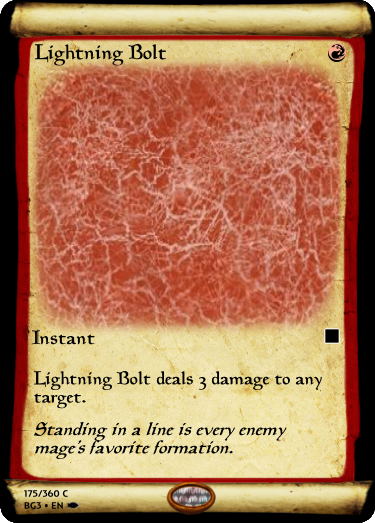 Lightning Bolt
Instant
Lightning Bolt deals 3 damage to any
target.
Standing in a line is every enemy
mage's favorite formation.
175/360 C
BG3 • EN